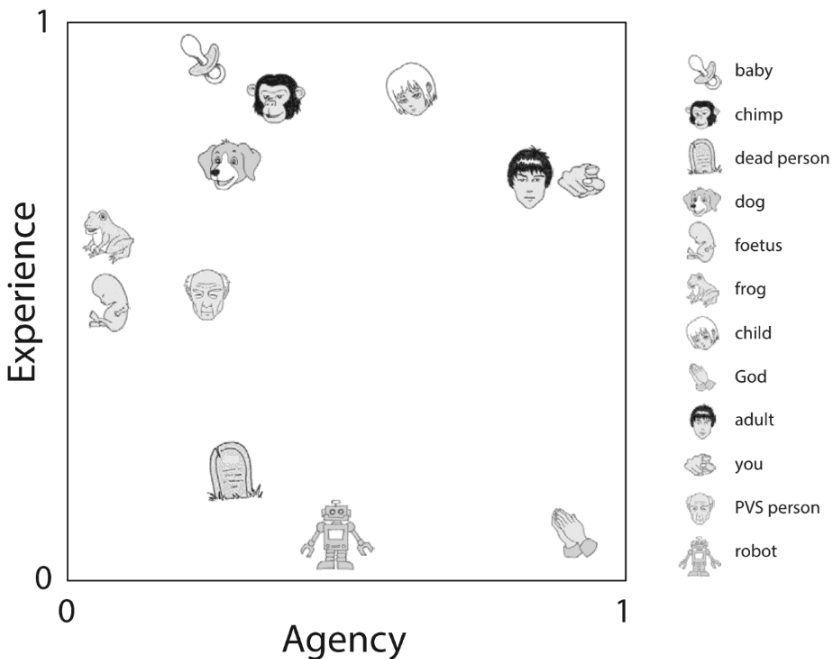 1
Experience
0
0
1
Agency
baby
chimp
dead person
dog
foetus
frog
child
God
adult
you
PVS person
robot